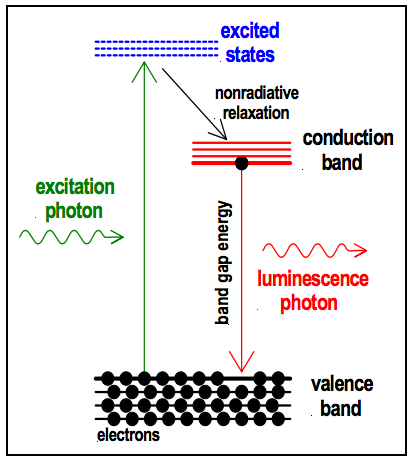 excited
states
nonradiative
relaxation
conduction
band
excitation
photon
band gap energy
luminescence
photon
valence
band
electrons